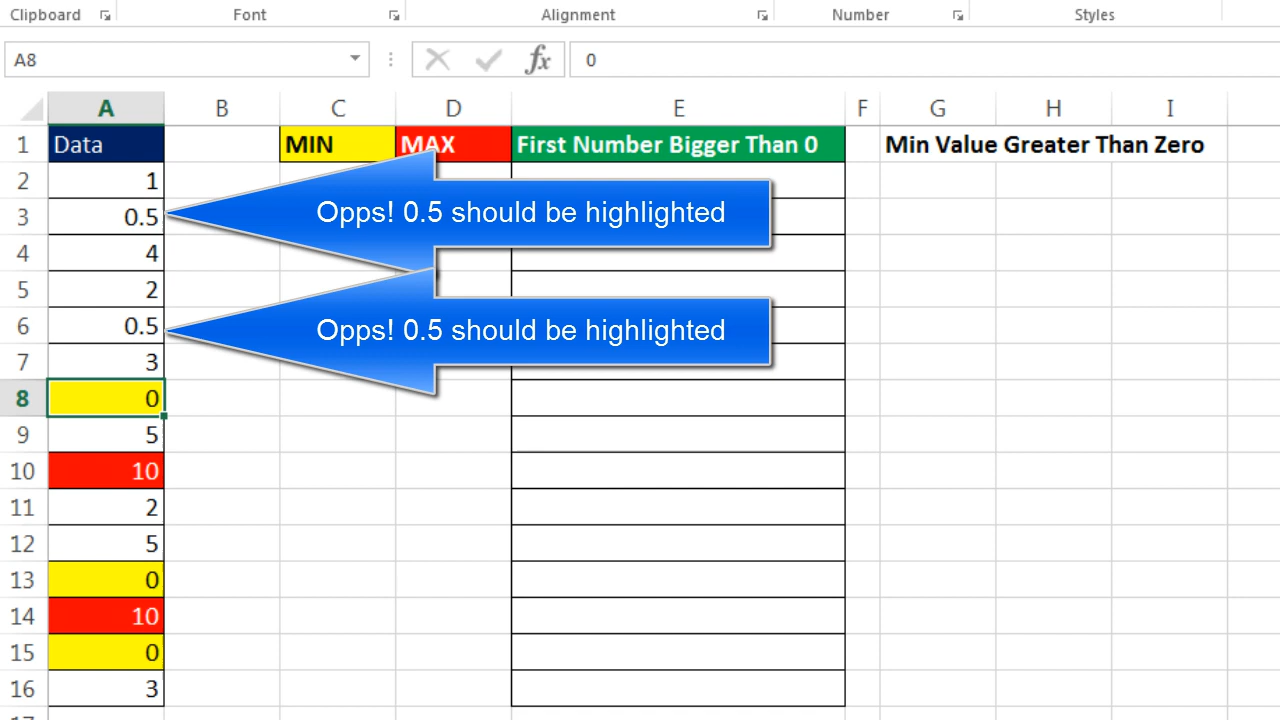 Clipboard Font Alignment Number Styles
A8 fx 0
A B C D E F G H I
1 Data MIN MAX First Number Bigger Than 0 Min Value Greater Than Zero
2 1
3 0.5 Opps! 0.5 should be highlighted
4 4
5 2
6 0.5 Opps! 0.5 should be highlighted
7 3
8 0
9 5
10 10
11 2
12 5
13 0
14 10
15 0
16 3
17